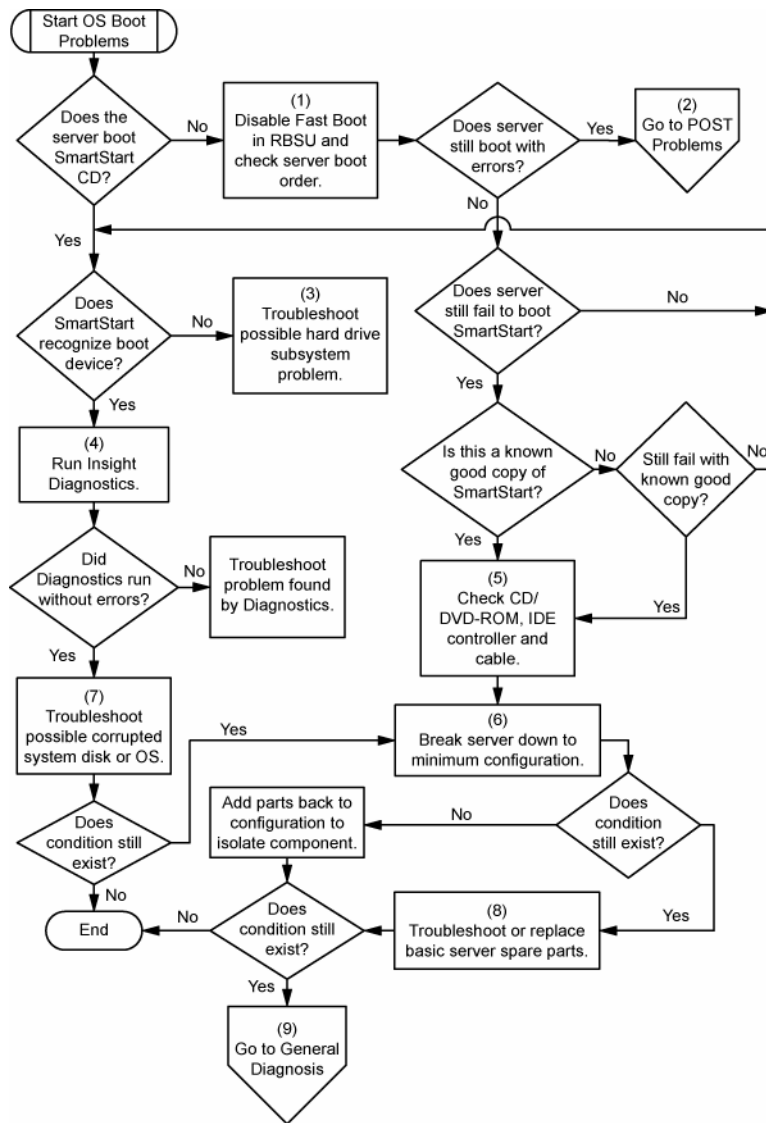 Start OS Boot
Problems
Does the
server boot
SmartStart
CD?
No
(1)
Disable Fast Boot
in RBSU and
check server boot
order.
Does server
still boot with
errors?
Yes
(2)
Go to POST
Problems
Yes
No
Does
SmartStart
recognize boot
device?
No
(3)
Troubleshoot
possible hard drive
subsystem
problem.
Does server
still fail to boot
SmartStart?
No
Yes
Yes
(4)
Run Insight
Diagnostics.
Is this a known
good copy of
SmartStart?
No
Still fail with
known good
copy?
No
Did
Diagnostics run
without errors?
No
Troubleshoot
problem found
by Diagnostics.
Yes
(5)
Check CD/
DVD-ROM, IDE
controller and
cable.
Yes
Yes
(7)
Troubleshoot
possible corrupted
system disk or OS.
Yes
(6)
Break server down to
minimum configuration.
Does
condition still
exist?
No
Add parts back to
configuration to
isolate component.
No
Does
condition still
exist?
Yes
End
No
Does
condition still
exist?
(8)
Troubleshoot or replace
basic server spare parts.
Yes
(9)
Go to General
Diagnosis